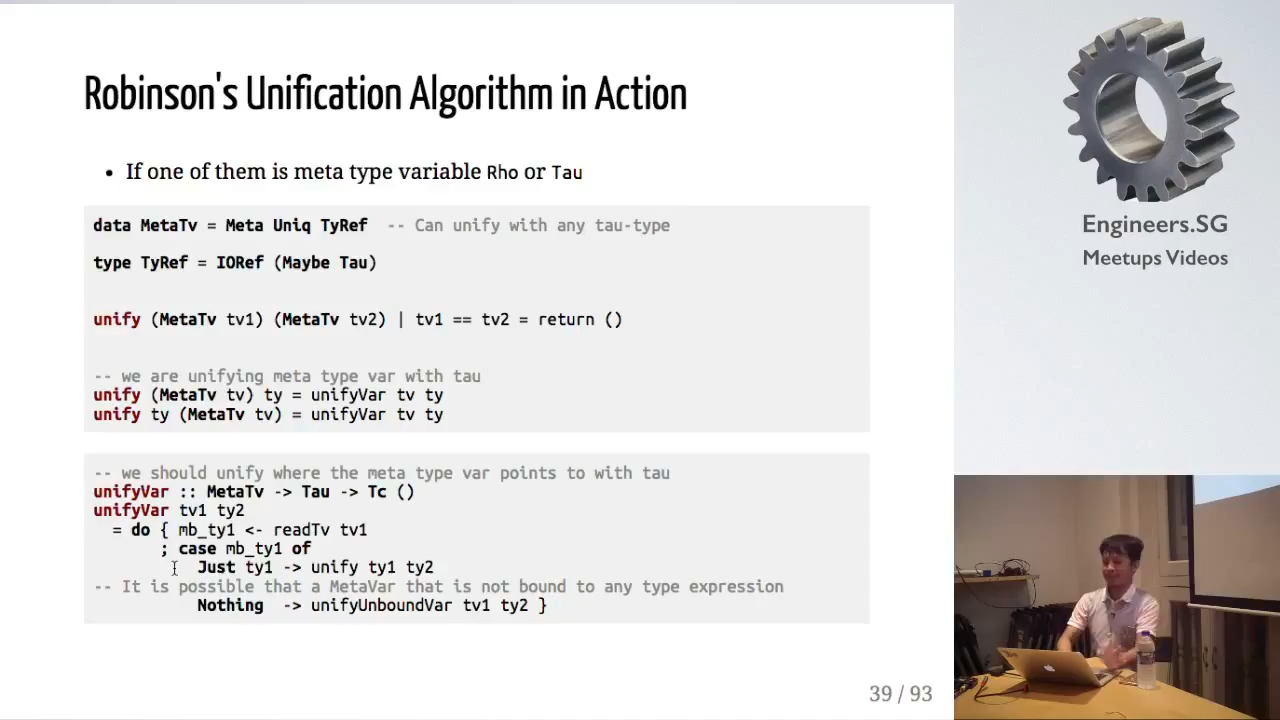 Robinson's Unification Algorithm in Action
• If one of them is meta type variable Rho or Tau
data MetaTv = Meta Uniq TyRef -- Can unify with any tau-type
type TyRef = IORef (Maybe Tau)
unify (MetaTv tv1) (MetaTv tv2) | tv1 == tv2 = return ()
-- we are unifying meta type var with tau
unify (MetaTv tv) ty = unifyVar tv ty
unify ty (MetaTv tv) = unifyVar tv ty
-- we should unify where the meta type var points to with tau
unifyVar :: MetaTv -> Tau -> Tc ()
unifyVar tv1 ty2
= do { mb_ty1 <- readTv tv1
; case mb_ty1 of
Just ty1 -> unify ty1 ty2
-- It is possible that a MetaVar that is not bound to any type expression
Nothing -> unifyUnboundVar tv1 ty2 }
39 / 93
Engineers.SG
Meetups Videos